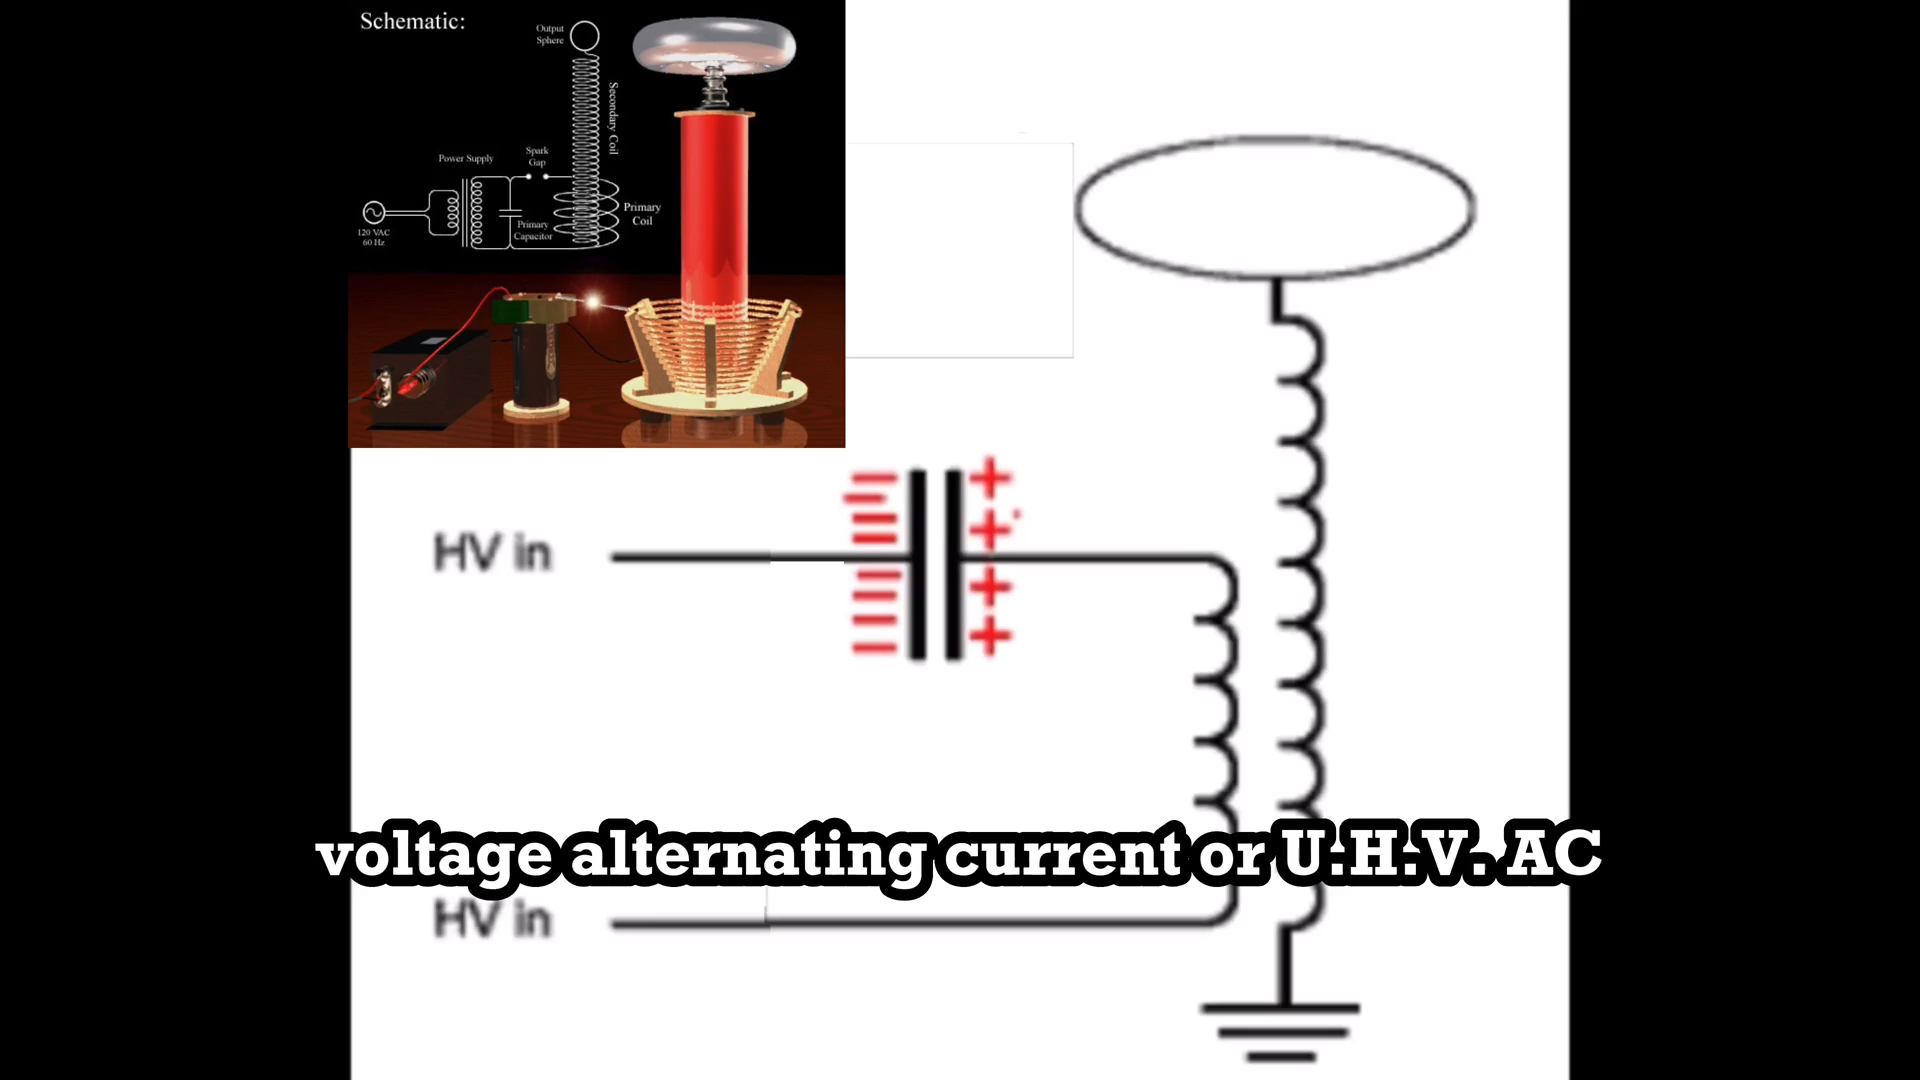 Schematic:
Output
Sphere
Secondary Coil
Spark
Gap
Power Supply
Primary
Coil
Primary
Capacitor
120 VAC
60 Hz
HV in
voltage alternating current or U.H.V. AC
HV in